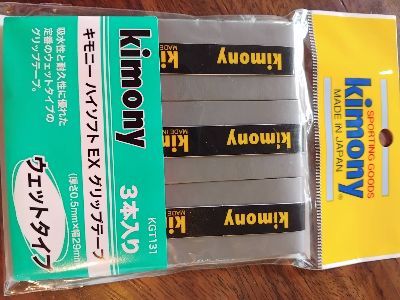 吸水性と耐久性に優れた
定番のウェットタイプの
グリップテープ。
kimony
キモニー ハイソフトEX グリップテープ
3本入り
KGT131
(厚さ0.5mm×幅29mm
ウェットタイプ
kimony
MADE
kimony
MADE IN
kimony
MADE
SPORTING GOODS
kimony
MADE IN JAPAN